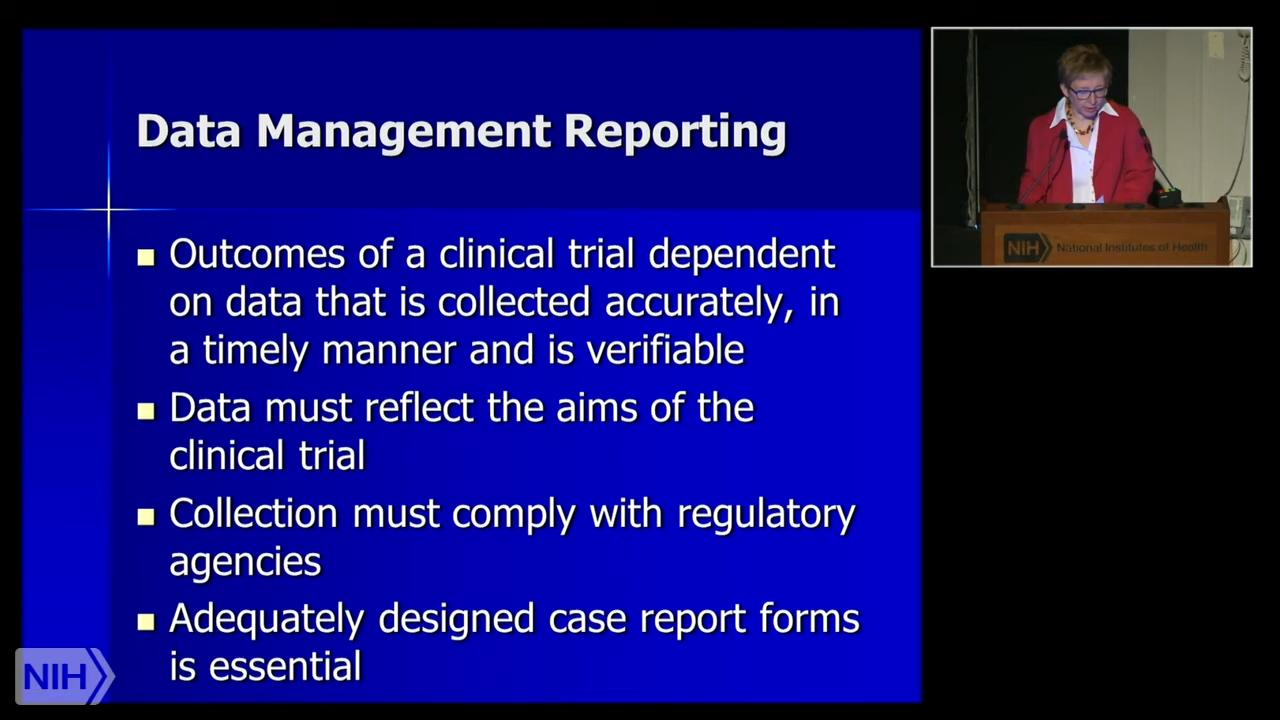 Data Management Reporting
Outcomes of a clinical trial dependent
on data that is collected accurately, in
a timely manner and is verifiable
Data must reflect the aims of the
clinical trial
Collection must comply with regulatory
agencies
Adequately designed case report forms
is essential
NIH
NIH National Institutes of Health